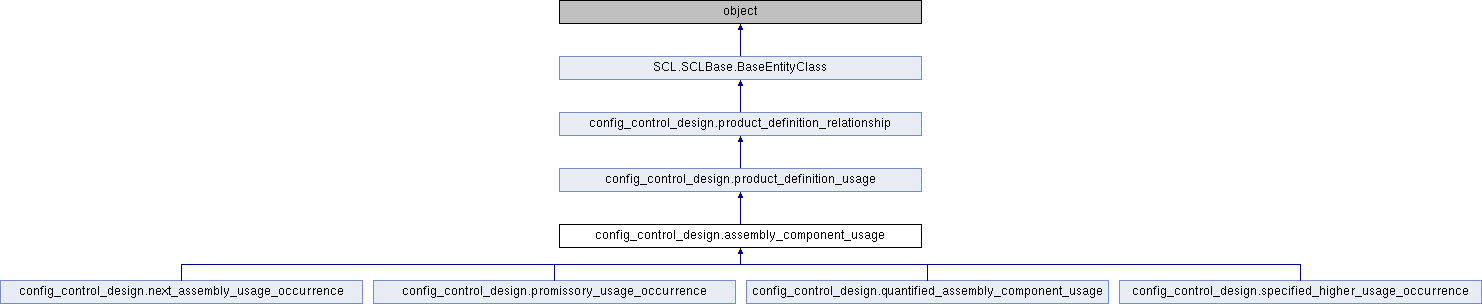 object
SCL.SCLBase.BaseEntityClass
config_control_design.product_definition_relationship
config_control_design.product_definition_usage
config_control_design.assembly_component_usage
config_control_design.next_assembly_usage_occurrence
config_control_design.promissory_usage_occurrence
config_control_design.quantified_assembly_component_usage
config_control_design.specified_higher_usage_occurrence